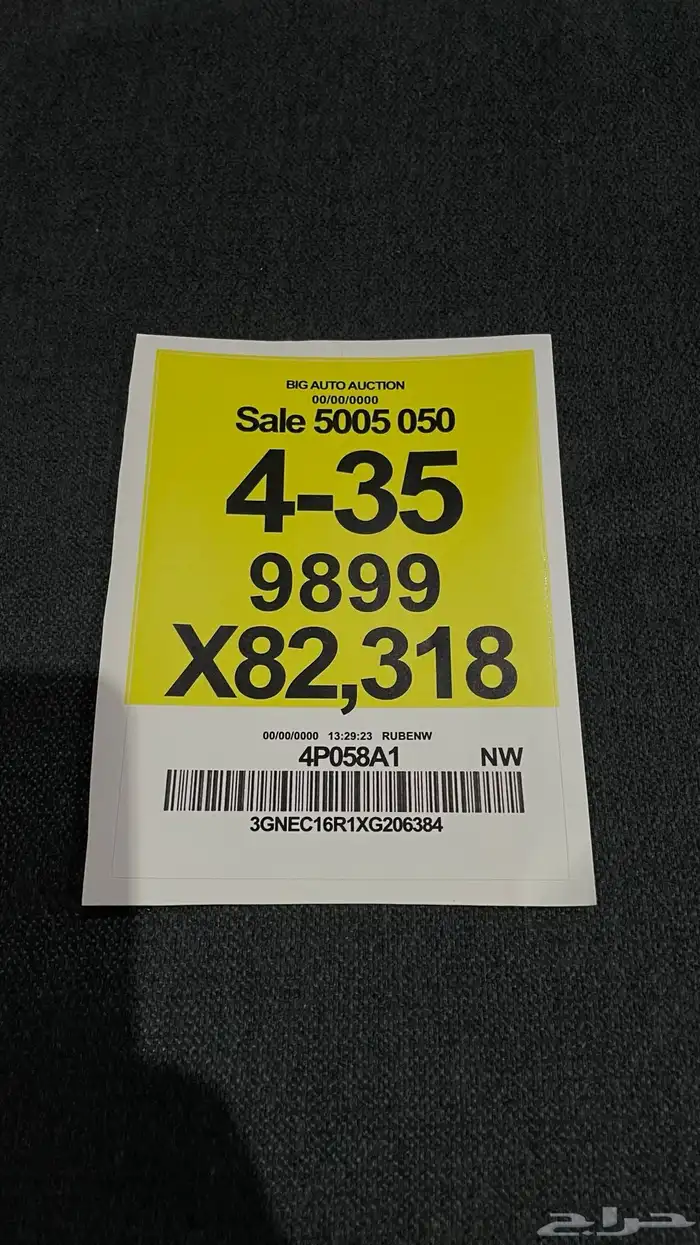 BIG AUTO AUCTION
00/00/0000
Sale 5005 050
4-35
9899
X82,318
00/00/0000 13:29:23 RUBENW
4P058A1 NW
3GNEC16R1XG206384
حراج